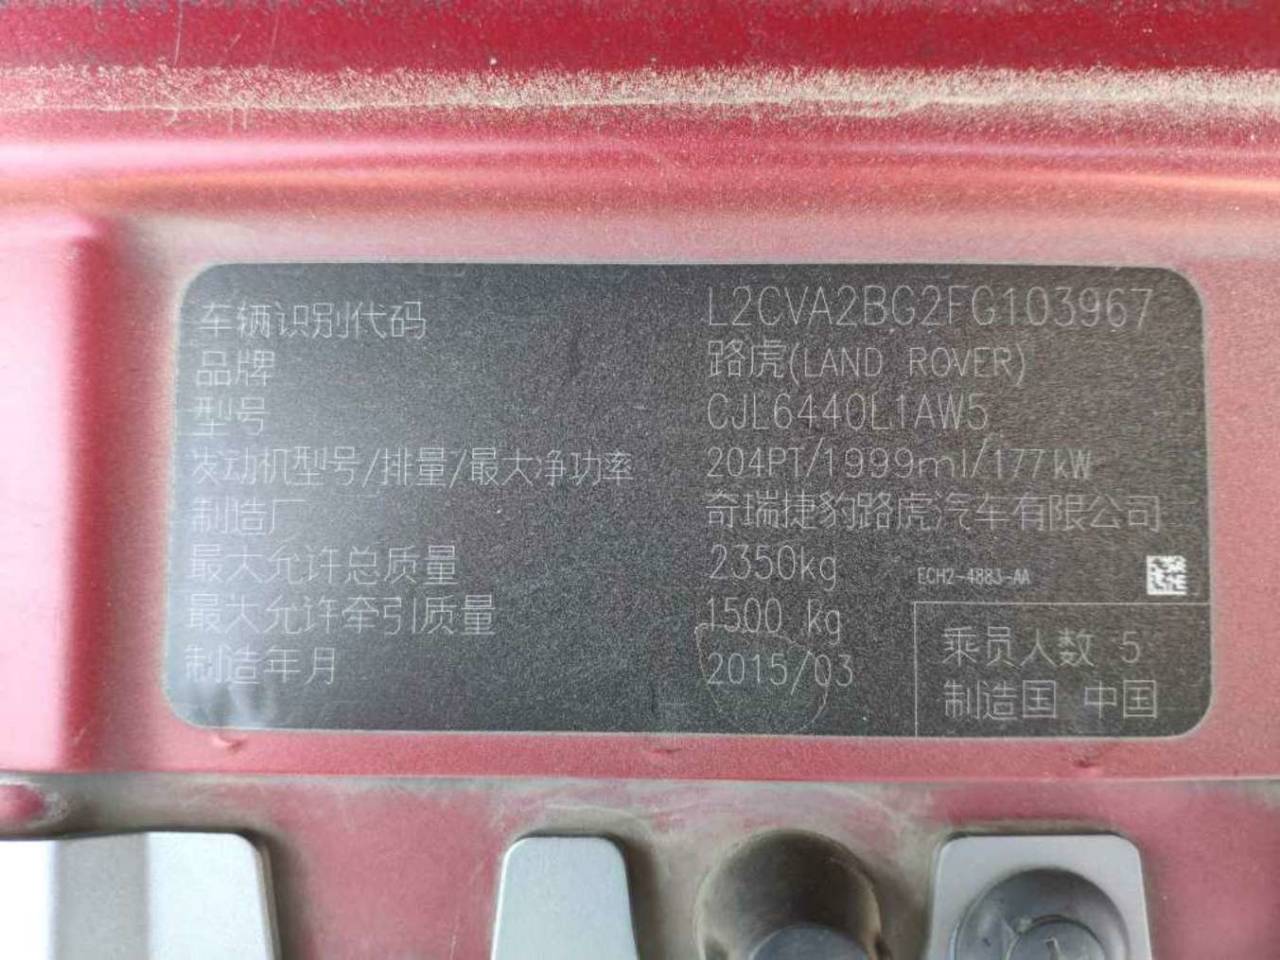 车辆识别代码 L2CVA2BG2FG103967
品牌 路虎(LAND ROVER)
型号 CJL6440L1AW5
发动机型号/排量/最大净功率 204PT/1999ml/177kW
制造厂 奇瑞捷豹路虎汽车有限公司
最大允许总质量 2350kg
ECH2-4883-AA
最大允许牵引质量 1500 kg
制造年月 2015/03
乘员人数 5
制造国 中国